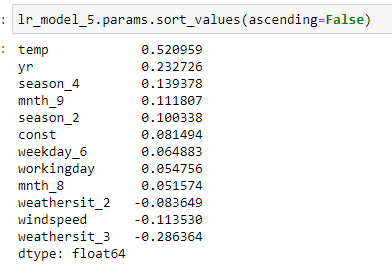 : lr_model_5.params.sort_values(ascending=False)
: temp 0.520959
yr 0.232726
season_4 0.139378
mnth_9 0.111807
season_2 0.100338
const 0.081494
weekday_6 0.064883
workingday 0.054756
mnth_8 0.051574
weathersit_2 -0.083649
windspeed -0.113530
weathersit_3 -0.286364
dtype: float64